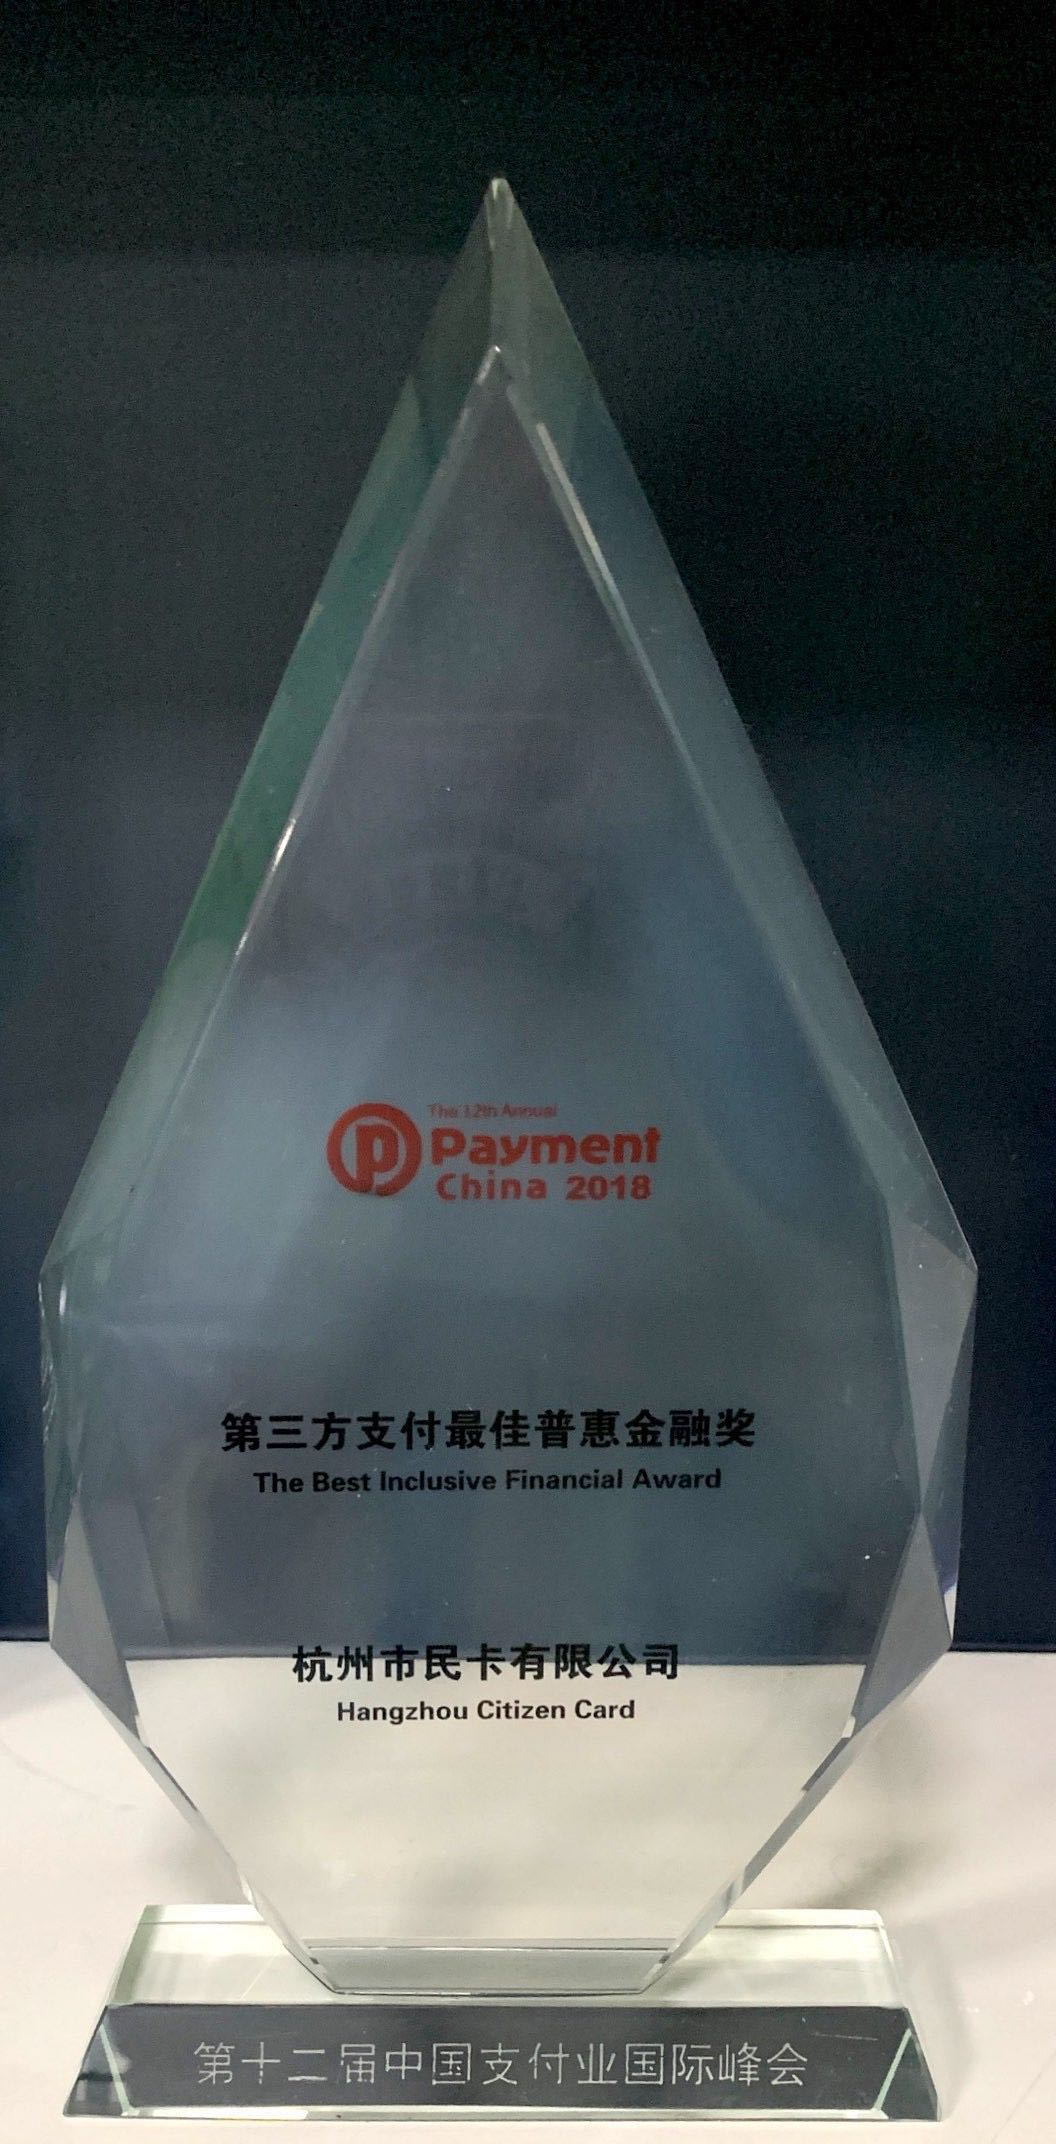 The 12th Annual
Payment
China 2018
第三方支付最佳普惠金融奖
The Best Inclusive Financial Award
杭州市民卡有限公司
Hangzhou Citizen Card
第十二届中国支付业国际峰会